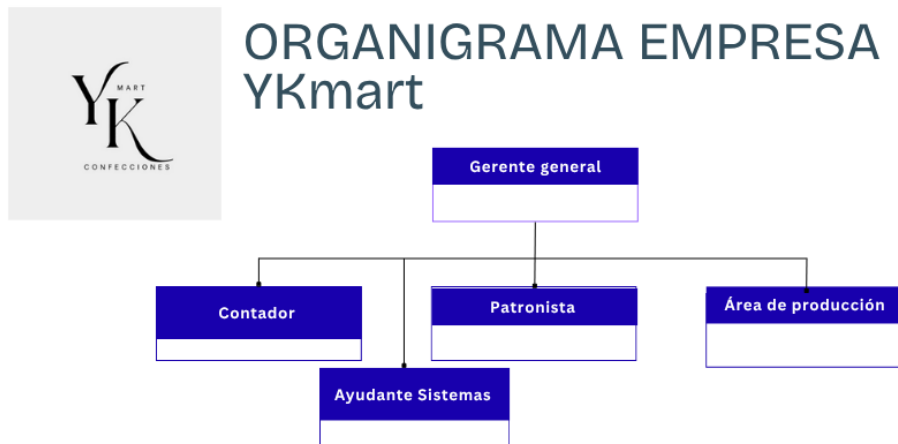 ORGANIGRAMA EMPRESA
YKmart
YK
MART
CONFECCIONES
Gerente general
Contador
Patronista
Área de producción
Ayudante Sistemas